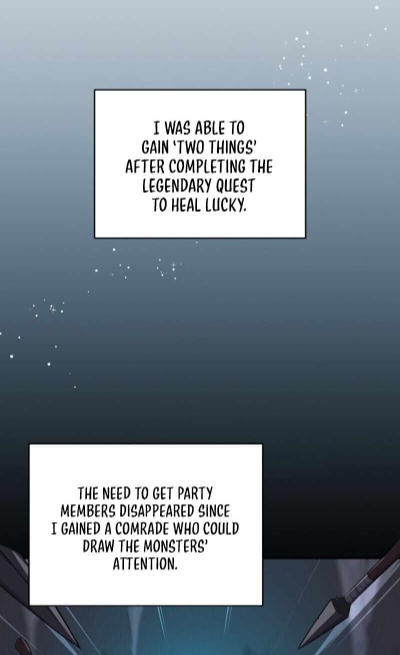 I WAS ABLE TO
GAIN 'TWO THINGS'
AFTER COMPLETING THE
LEGENDARY QUEST
TO HEAL LUCKY.
THE NEED TO GET PARTY
MEMBERS DISAPPEARED SINCE
I GAINED A COMRADE WHO COULD
DRAW THE MONSTERS'
ATTENTION.